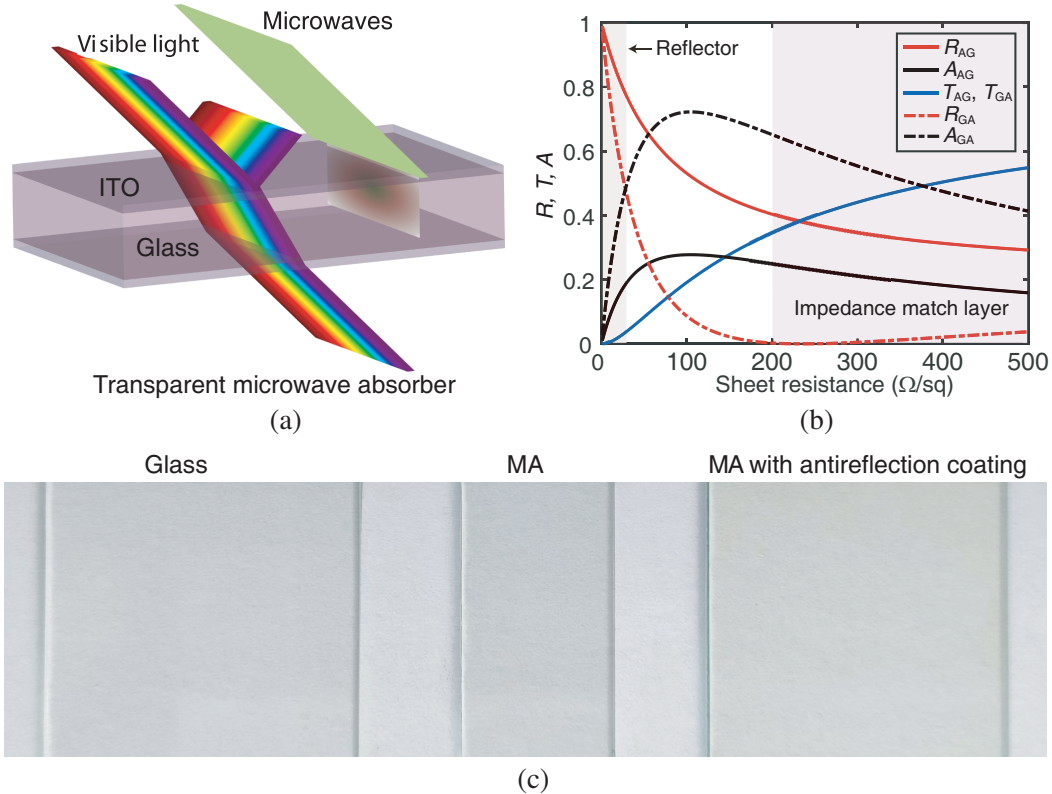 Microwaves
Visible light
ITO
Glass
Transparent microwave absorber
(a)
R, T, A
1
0.8
0.6
0.4
0.2
0
0 100 200 300 400 500
Sheet resistance (Ω/sq)
← Reflector
R_AG
A_AG
T_AG, T_GA
R_GA
A_GA
Impedance match layer
(b)
Glass MA MA with antireflection coating
(c)